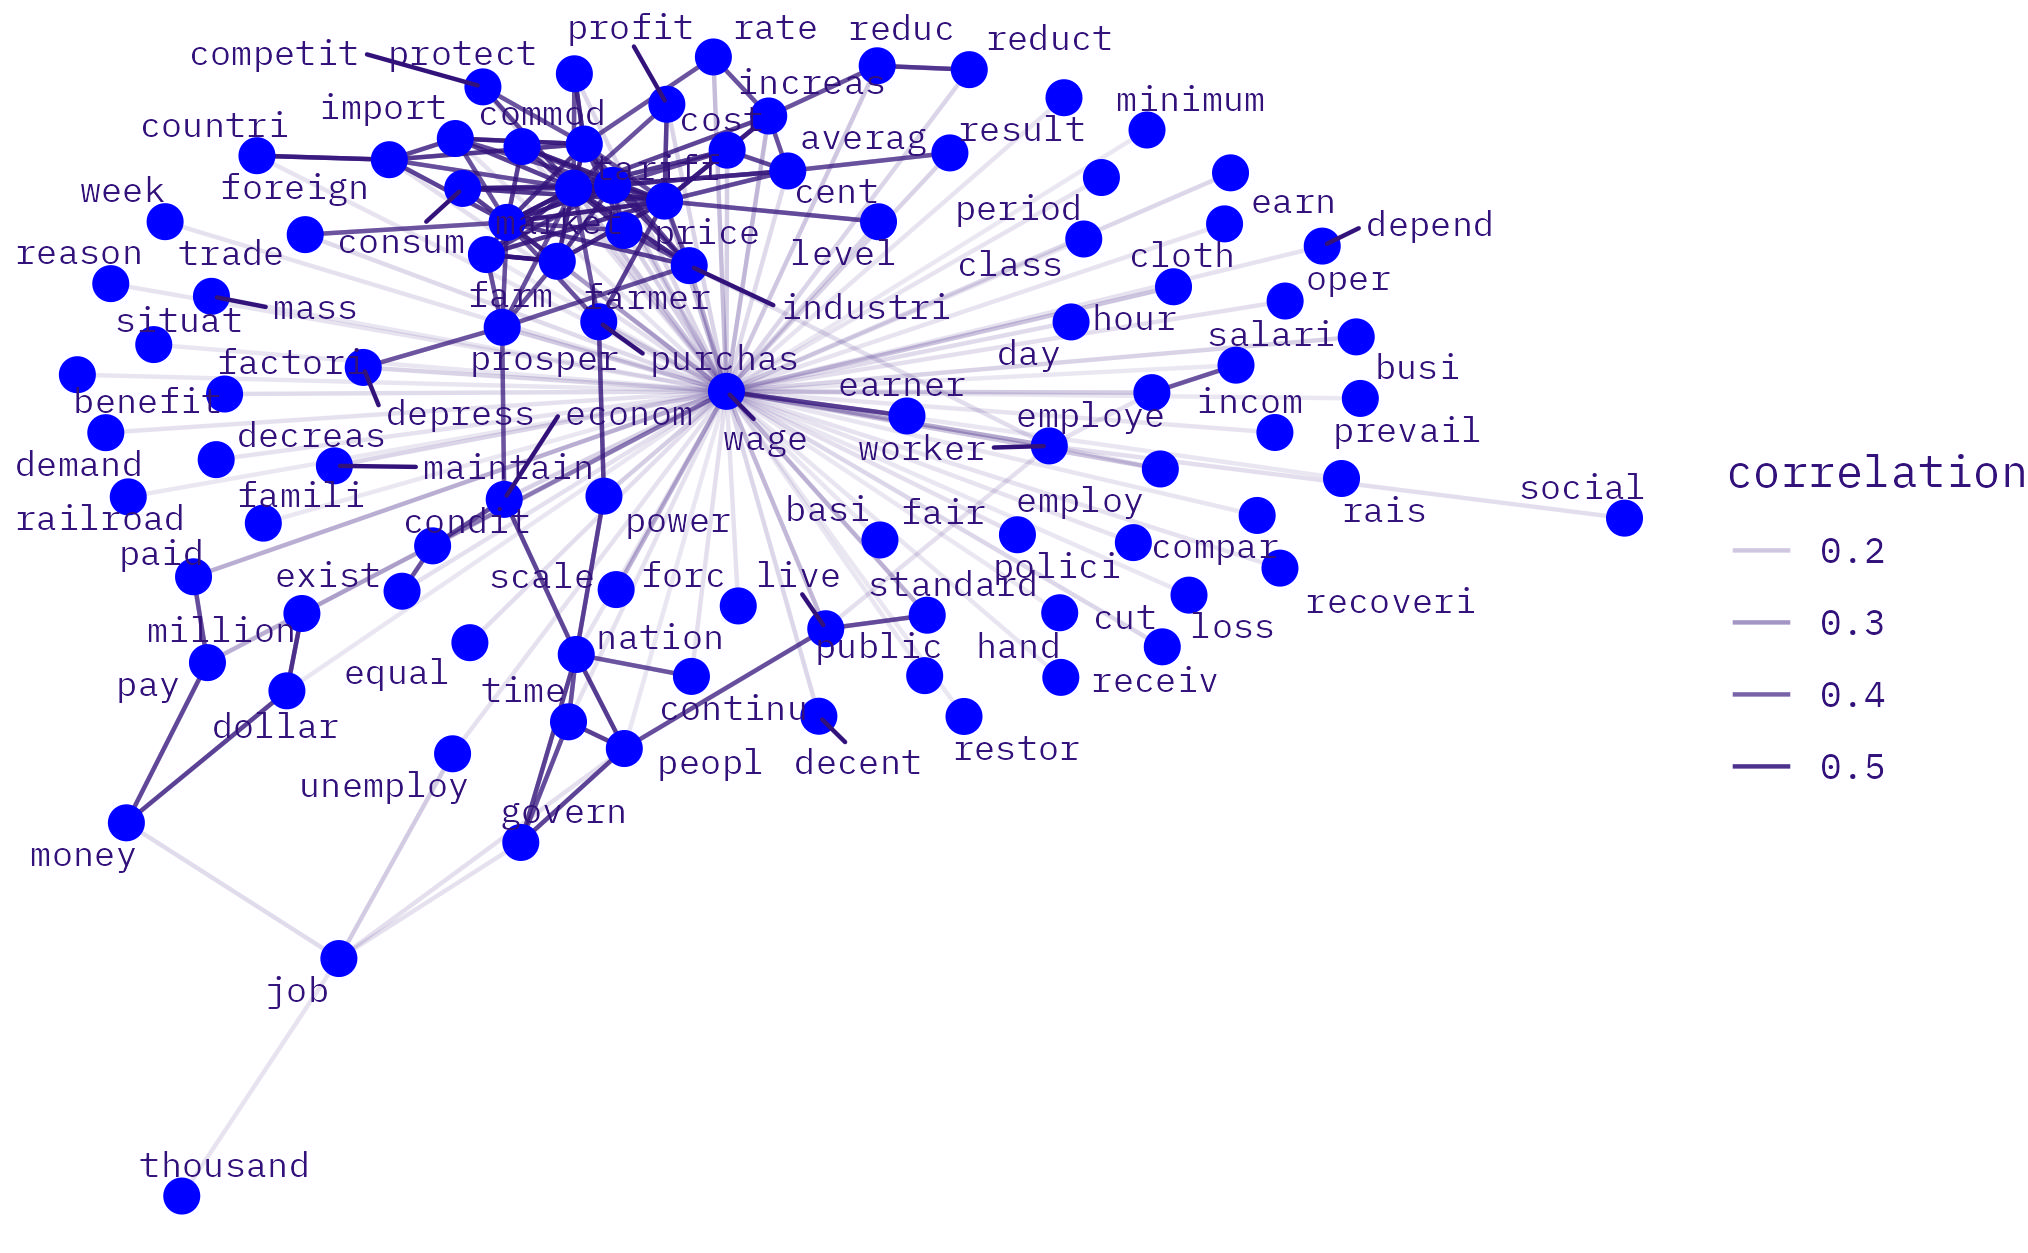 profit rate reduc reduct
competit protect
increas
import commod cost minimum
countri averag result
tariff
week foreign cent earn
consum market price period depend
reason trade level class cloth
farm farmer oper
mass industri
situat hour salari
factori prosper purchas day busi
benefit earner incom
depress econom employe prevail
decreas wage worker
demand maintain social
famili basi fair employ rais
railroad condit power
paid compar
exist scale forc live polici
standard recoveri
million nation cut loss
public hand
equal time receiv
pay continu
dollar peopl decent restor
unemploy
govern
money
job
thousand
correlation
0.2
0.3
0.4
0.5